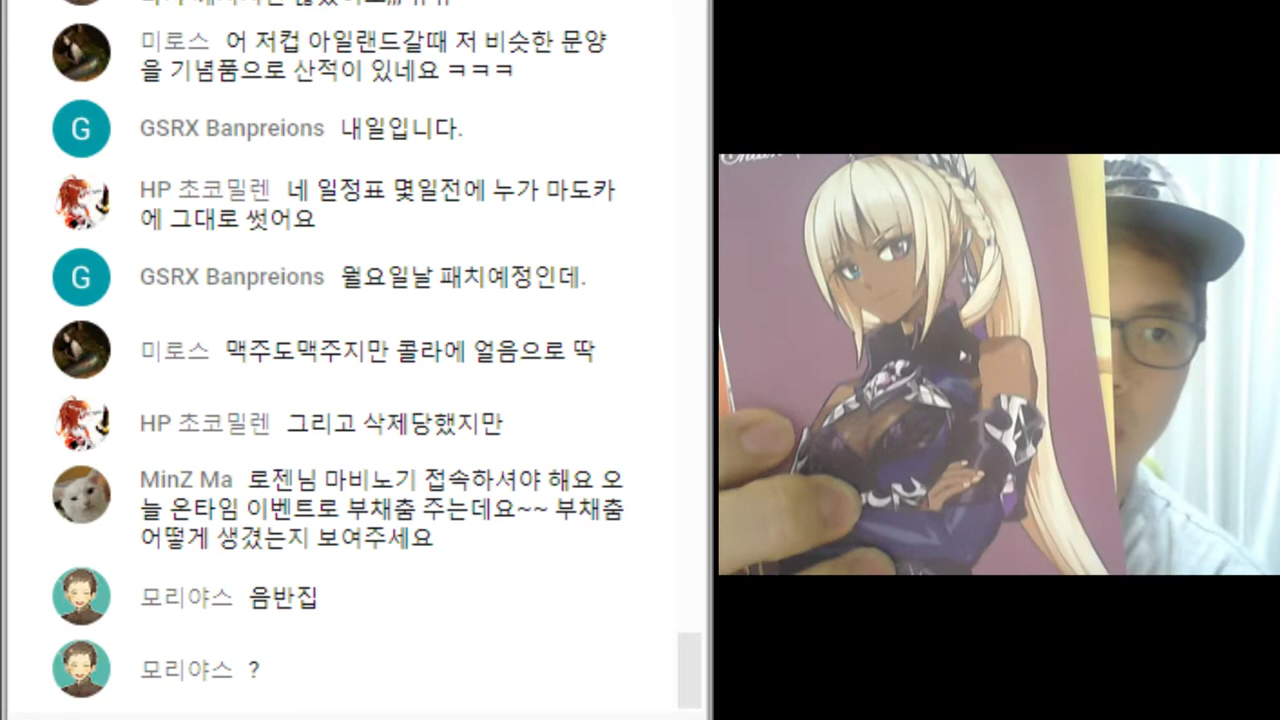 미로스 어 저컵 아일랜드갈때 저 비슷한 문양
을 기념품으로 산적이 있네요 ㅋㅋㅋ
G GSRX Banpreions 내일입니다.
HP 초코밀렌 네 일정표 몇일전에 누가 마도카
에 그대로 썻어요
G GSRX Banpreions 월요일날 패치예정인데.
미로스 맥주도맥주지만 콜라에 얼음으로 딱
HP 초코밀렌 그리고 삭제당했지만
MinZ Ma 로젠님 마비노기 접속하셔야 해요 오
늘 온타임 이벤트로 부채춤 주는데요~~ 부채춤
어떻게 생겼는지 보여주세요
모리야스 음반집
모리야스 ?